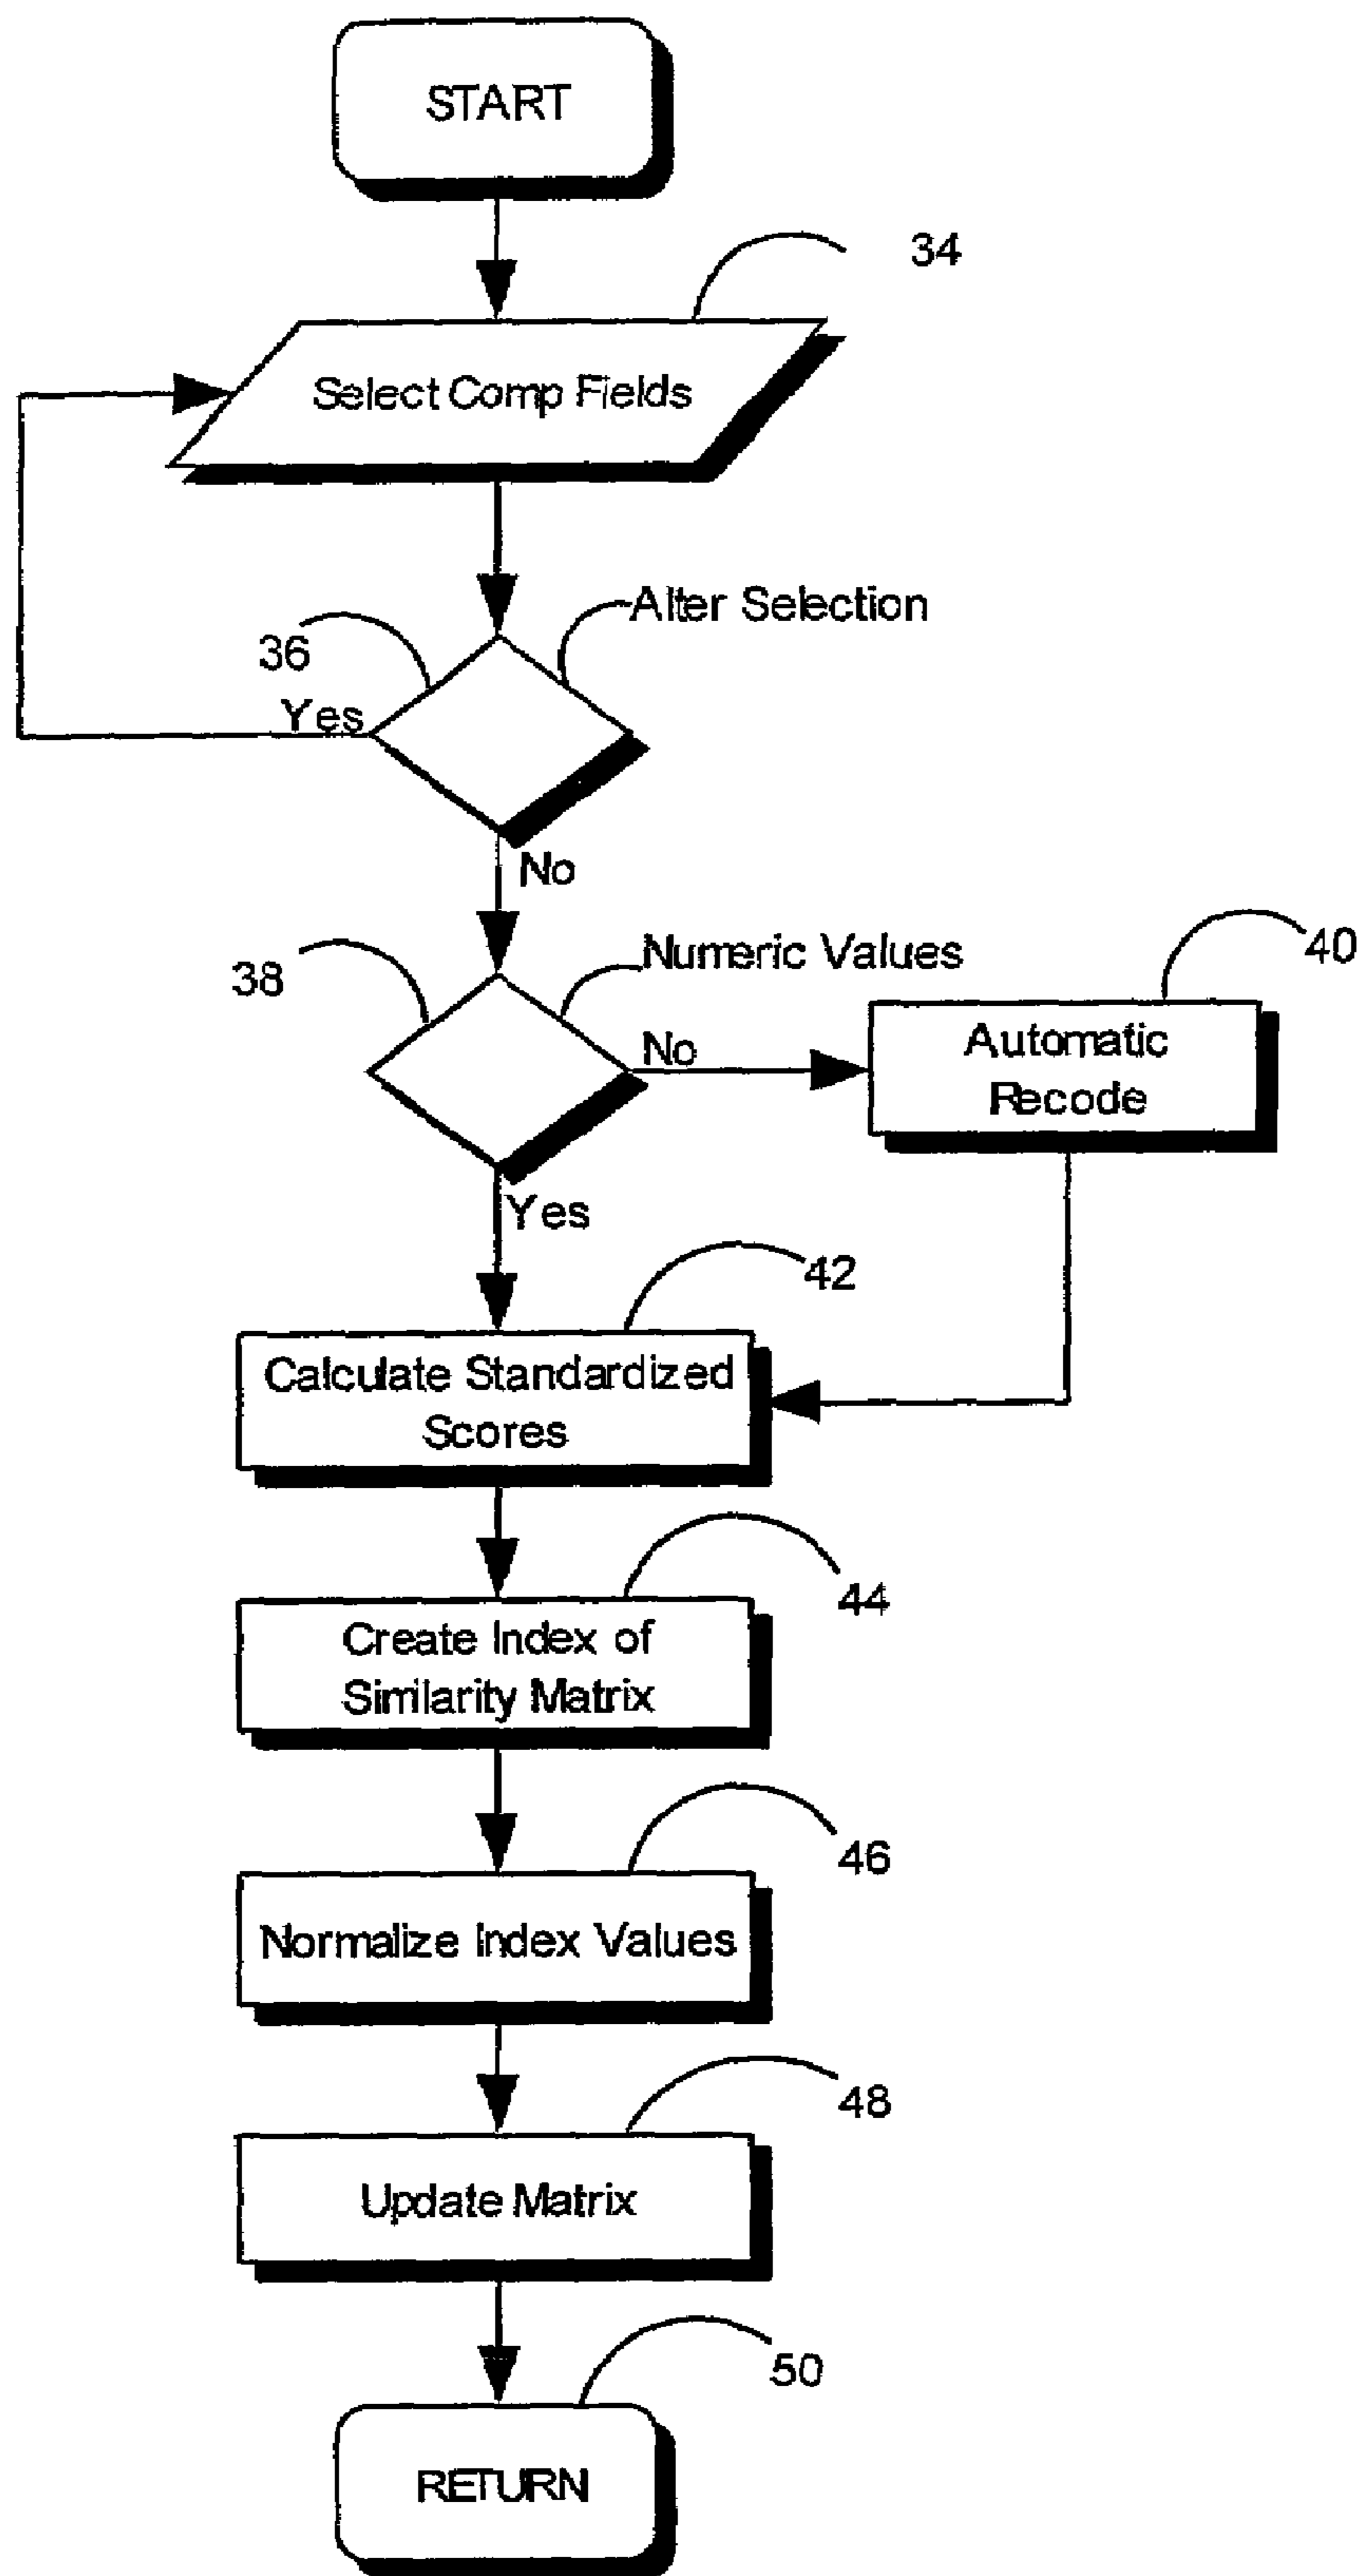 START
34
Select Comp Fields
Alter Selection
36
Yes
No
Numeric Values
38
40
No
Automatic
Recode
Yes
42
Calculate Standardized
Scores
44
Create Index of
Similarity Matrix
46
Normalize Index Values
48
Update Matrix
50
RETURN